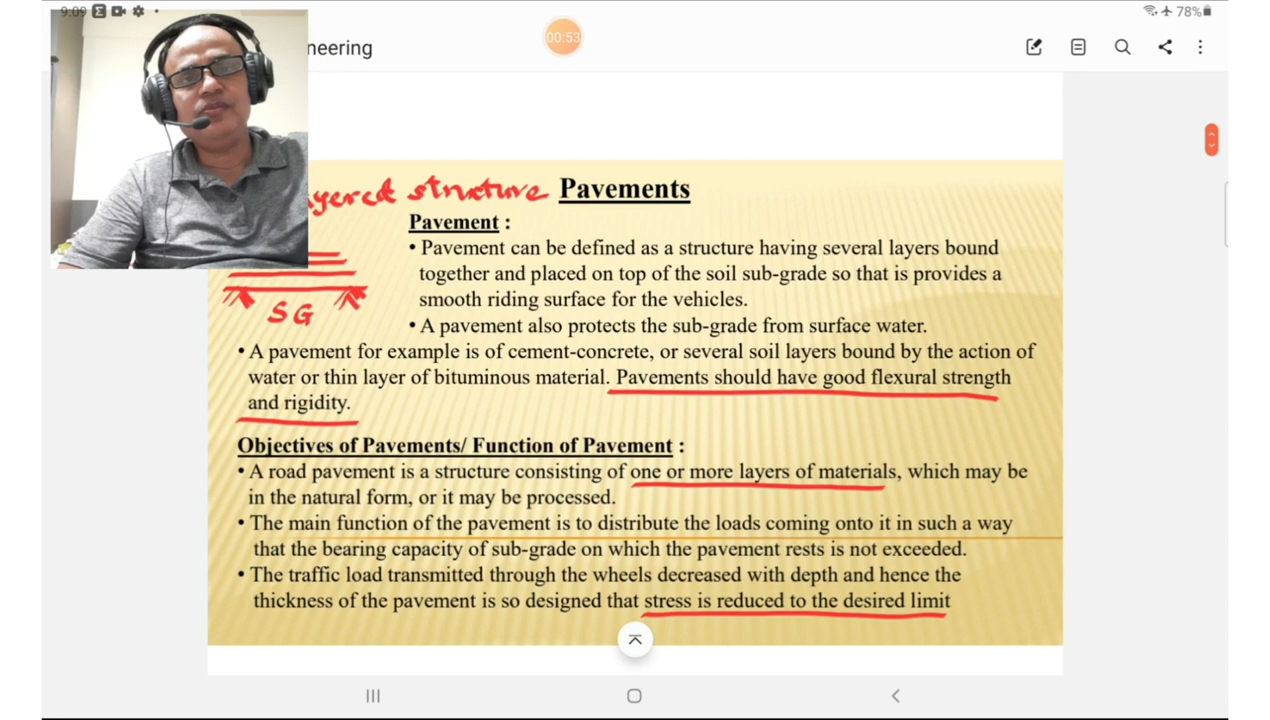 9:09
78%
00:53
neering
yered structure Pavements
Pavement :
• Pavement can be defined as a structure having several layers bound
together and placed on top of the soil sub-grade so that is provides a
smooth riding surface for the vehicles.
SG
• A pavement also protects the sub-grade from surface water.
• A pavement for example is of cement-concrete, or several soil layers bound by the action of
water or thin layer of bituminous material. Pavements should have good flexural strength
and rigidity.
Objectives of Pavements/ Function of Pavement :
• A road pavement is a structure consisting of one or more layers of materials, which may be
in the natural form, or it may be processed.
• The main function of the pavement is to distribute the loads coming onto it in such a way
that the bearing capacity of sub-grade on which the pavement rests is not exceeded.
• The traffic load transmitted through the wheels decreased with depth and hence the
thickness of the pavement is so designed that stress is reduced to the desired limit